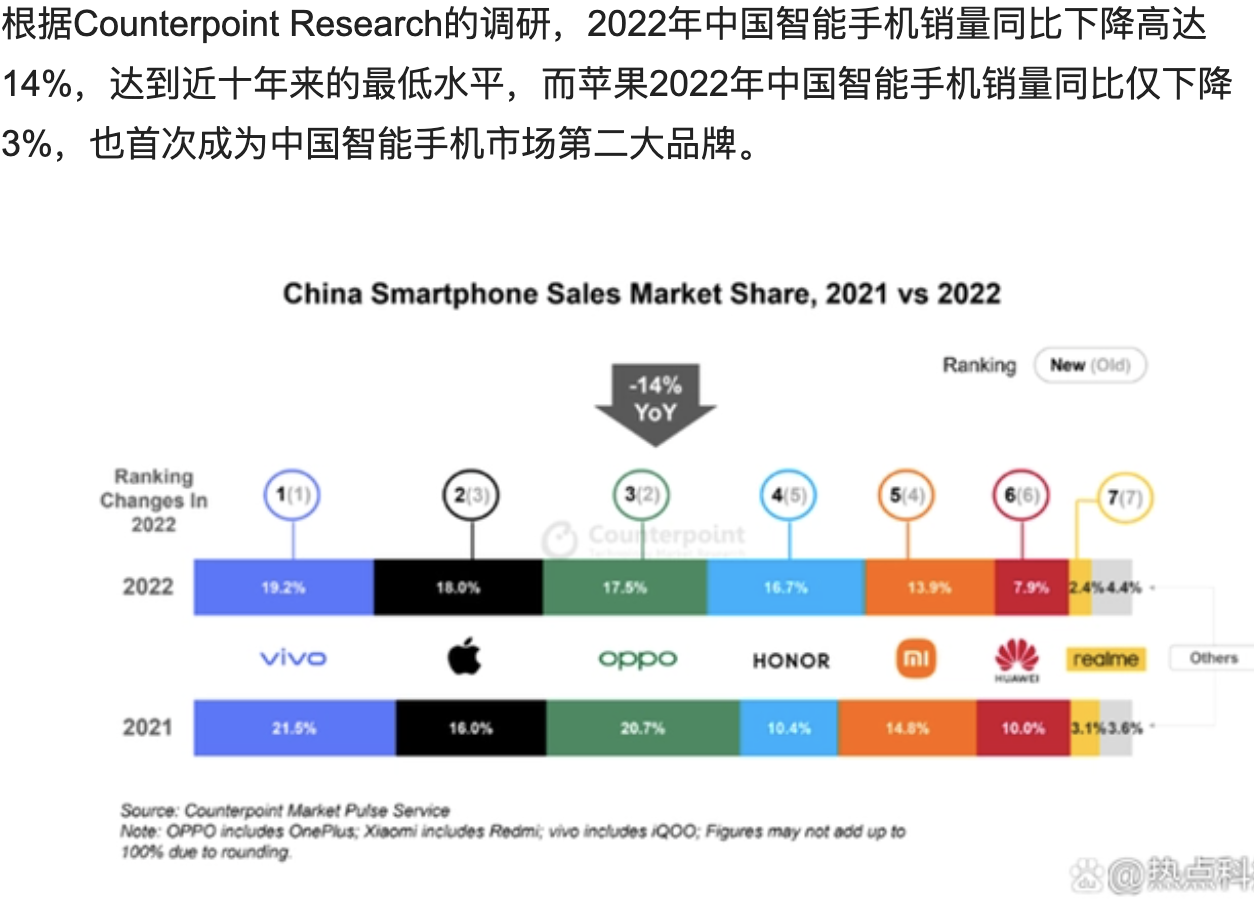 根据Counterpoint Research的调研，2022年中国智能手机销量同比下降高达
14%，达到近十年来的最低水平，而苹果2022年中国智能手机销量同比仅下降
3%，也首次成为中国智能手机市场第二大品牌。
China Smartphone Sales Market Share, 2021 vs 2022
Ranking New (Old)
-14%
YoY
Ranking
Changes In
2022
1(1) 2(3) 3(2) 4(5) 5(4) 6(6) 7(7)
Counterpoint
Technology Market Research
2022 19.2% 18.0% 17.5% 16.7% 13.9% 7.9% 2.4% 4.4%
vivo oppo HONOR mi HUAWEI realme Others
2021 21.5% 16.0% 20.7% 10.4% 14.8% 10.0% 3.1% 3.6%
Source: Counterpoint Market Pulse Service
Note: OPPO includes OnePlus; Xiaomi includes Redmi; vivo includes iQOO; Figures may not add up to
100% due to rounding.
du @热点科